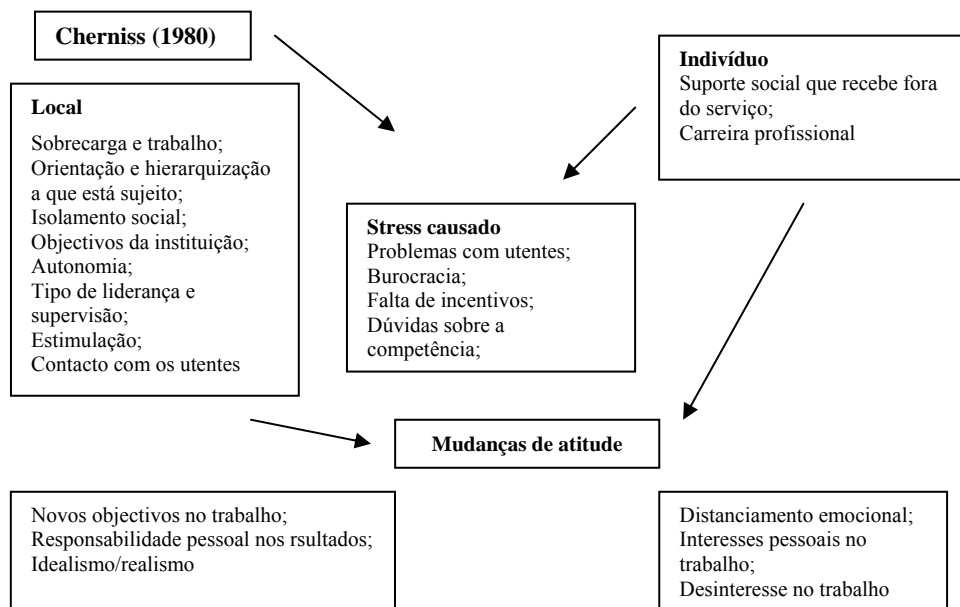 Cherniss (1980)
Local
Sobrecarga e trabalho;
Orientação e hierarquização
a que está sujeito;
Isolamento social;
Objectivos da instituição;
Autonomia;
Tipo de liderança e
supervisão;
Estimulação;
Contacto com os utentes
Indivíduo
Suporte social que recebe fora
do serviço;
Carreira profissional
Stress causado
Problemas com utentes;
Burocracia;
Falta de incentivos;
Dúvidas sobre a
competência;
Mudanças de atitude
Novos objectivos no trabalho;
Responsabilidade pessoal nos rsultados;
Idealismo/realismo
Distanciamento emocional;
Interesses pessoais no
trabalho;
Desinteresse no trabalho